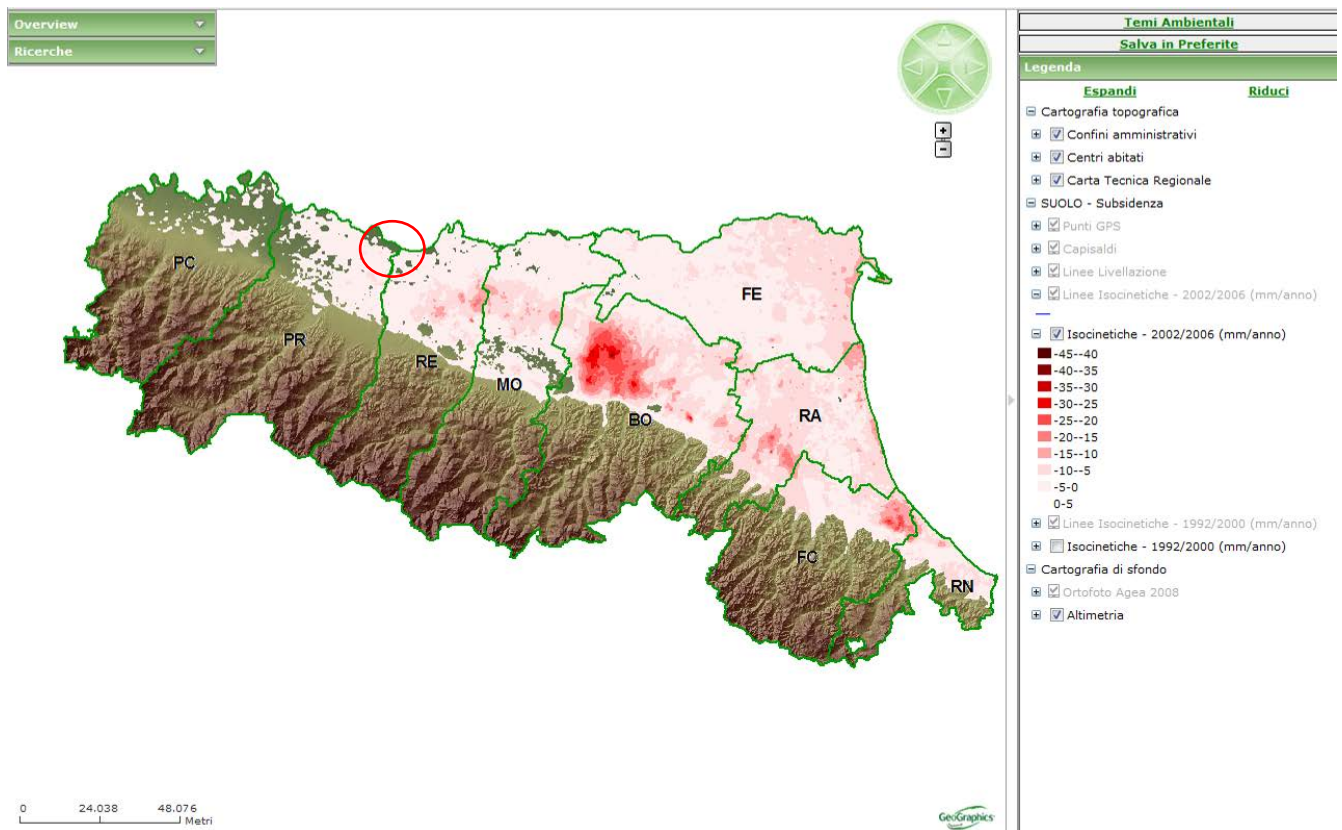 Overview
Ricerche
PC
PR
RE
MO
BO
FE
RA
FC
RN
0 24.038 48.076
Metri
GeoGraphics
Temi Ambientali
Salva in Preferite
Legenda
Espandi Riduci
Cartografia topografica
Confini amministrativi
Centri abitati
Carta Tecnica Regionale
SUOLO - Subsidenza
Punti GPS
Capisaldi
Linee Livellazione
Linee Isocinetiche - 2002/2006 (mm/anno)
Isocinetiche - 2002/2006 (mm/anno)
-45--40
-40--35
-35--30
-30--25
-25--20
-20--15
-15--10
-10--5
-5-0
0-5
Linee Isocinetiche - 1992/2000 (mm/anno)
Isocinetiche - 1992/2000 (mm/anno)
Cartografia di sfondo
Ortofoto Agea 2008
Altimetria